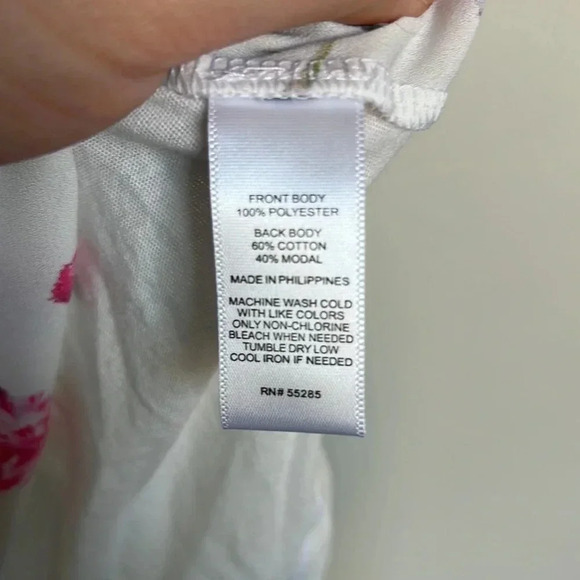 FRONT BODY
100% POLYESTER
BACK BODY
60% COTTON
40% MODAL
MADE IN PHILIPPINES
MACHINE WASH COLD
WITH LIKE COLORS
ONLY NON-CHLORINE
BLEACH WHEN NEEDED
TUMBLE DRY LOW
COOL IRON IF NEEDED
RN# 55285